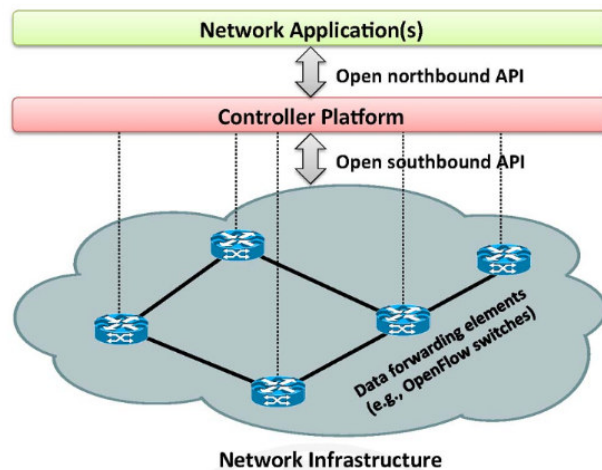 Network Application(s)
Open northbound API
Controller Platform
Open southbound API
Data forwarding elements
(e.g., OpenFlow switches)
Network Infrastructure